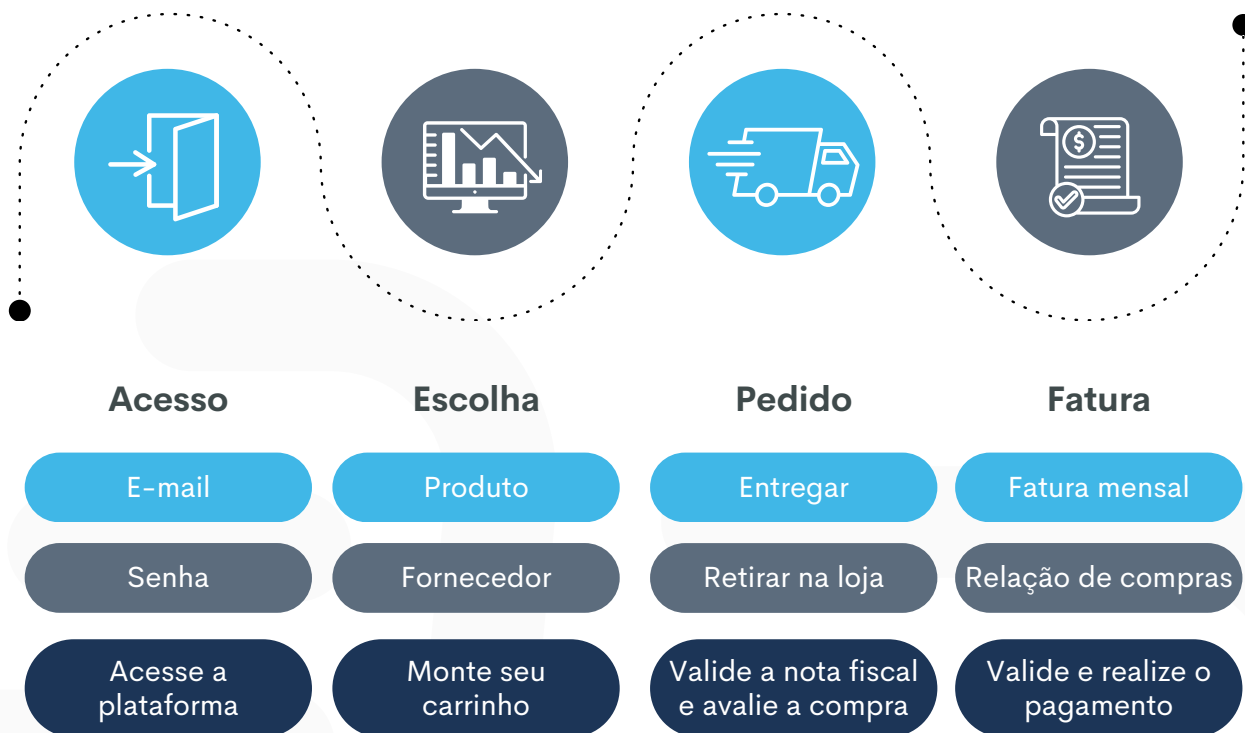 Acesso
E-mail
Senha
Acesse a
plataforma
Escolha
Produto
Fornecedor
Monte seu
carrinho
Pedido
Entregar
Retirar na loja
Valide a nota fiscal
e avalie a compra
Fatura
Fatura mensal
Relação de compras
Valide e realize o
pagamento
$